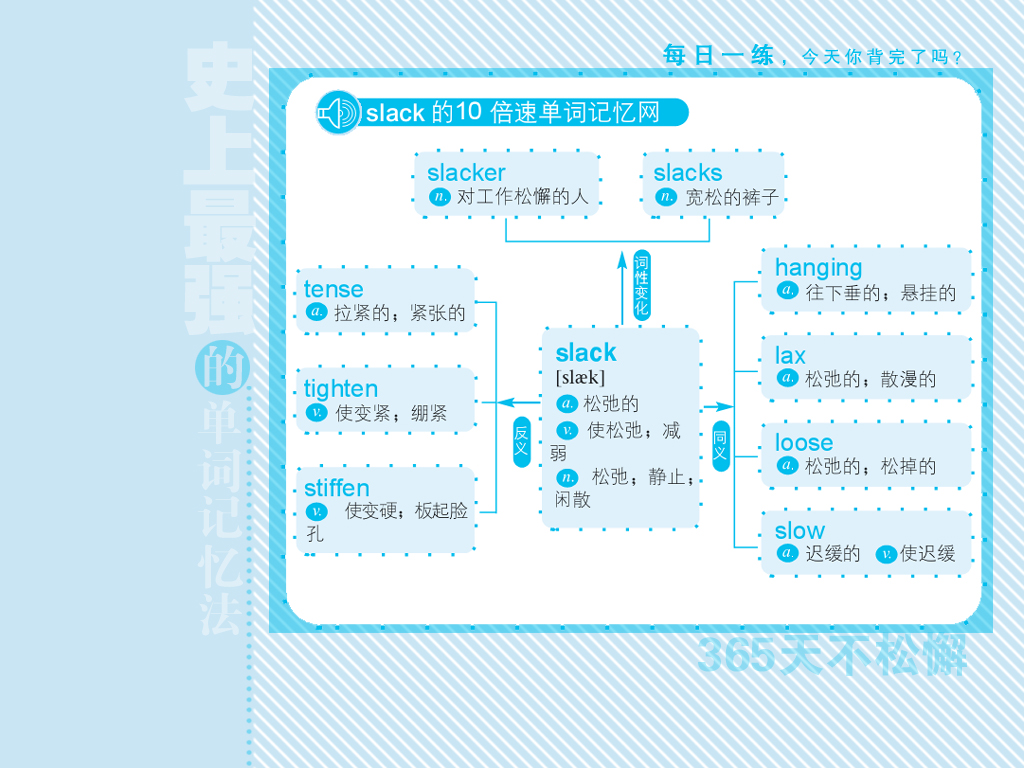 每日一练，今天你背完了吗？
史上最强的单词记忆法
slack 的10 倍速单词记忆网
slacker
n. 对工作松懈的人
slacks
n. 宽松的裤子
词性变化
tense
a. 拉紧的；紧张的
tighten
v. 使变紧；绷紧
stiffen
v. 使变硬；板起脸
孔
反义
slack
[slæk]
a. 松弛的
v. 使松弛；减
弱
n. 松弛；静止；
闲散
同义
hanging
a. 往下垂的；悬挂的
lax
a. 松弛的；散漫的
loose
a. 松弛的；松掉的
slow
a. 迟缓的 v. 使迟缓
365天不松懈